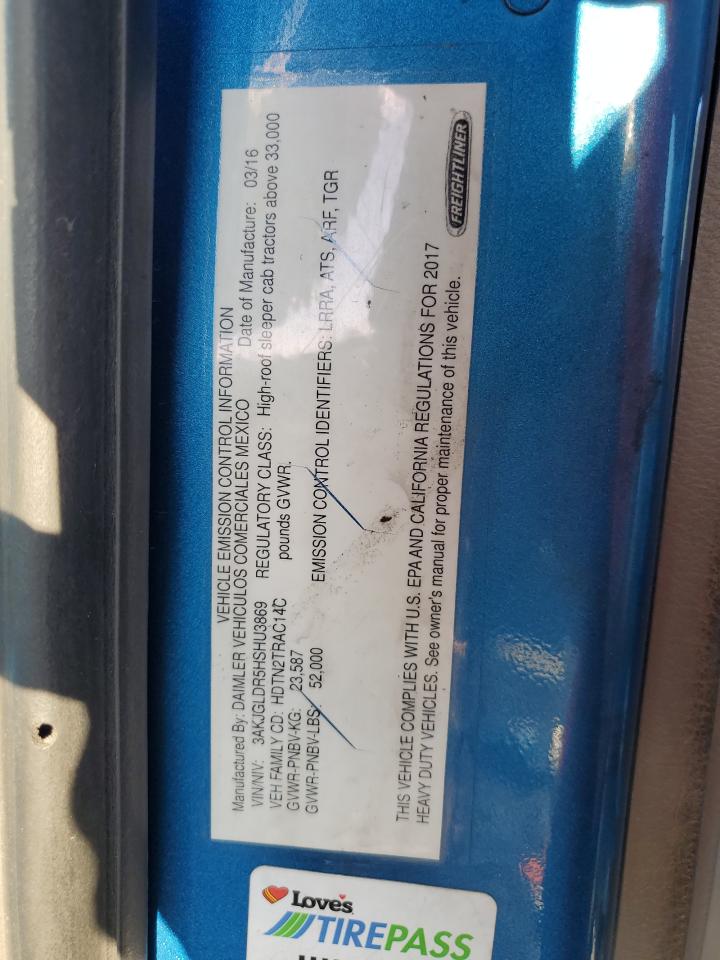 VEHICLE EMISSION CONTROL INFORMATION
Manufactured By: DAIMLER VEHICULOS COMERCIALES MEXICO Date of Manufacture: 03/16
VIN/NIV: 3AKJGLDR5HSHU3869 REGULATORY CLASS: High-roof sleeper cab tractors above 33,000
VEH FAMILY CD: HDTN2TRAC14C pounds GVWR.
GVWR-PNBV-KG: 23,587
GVWR-PNBV-LBS: 52,000 EMISSION CONTROL IDENTIFIERS: LRRA, ATS, ARF, TGR
THIS VEHICLE COMPLIES WITH U.S. EPA AND CALIFORNIA REGULATIONS FOR 2017
HEAVY DUTY VEHICLES. See owner's manual for proper maintenance of this vehicle.
FREIGHTLINER
Love's
TIREPASS